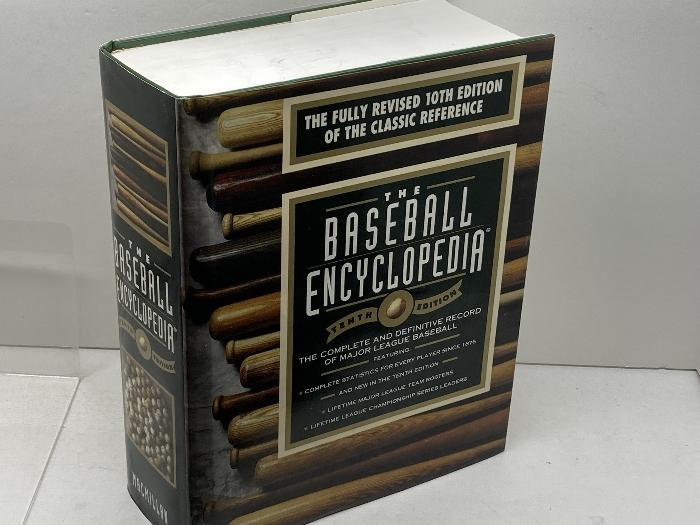 THE FULLY REVISED 10TH EDITION
OF THE CLASSIC REFERENCE
THE
BASEBALL
ENCYCLOPEDIA
TENTH EDITION
THE COMPLETE AND DEFINITIVE RECORD
OF MAJOR LEAGUE BASEBALL
FEATURING
• COMPLETE STATISTICS FOR EVERY PLAYER SINCE 1876
AND NEW IN THE TENTH EDITION
• LIFETIME MAJOR LEAGUE TEAM ROSTERS
• LIFETIME LEAGUE CHAMPIONSHIP SERIES LEADERS
THE
BASEBALL
ENCYCLOPEDIA
TENTH EDITION
MACMILLAN